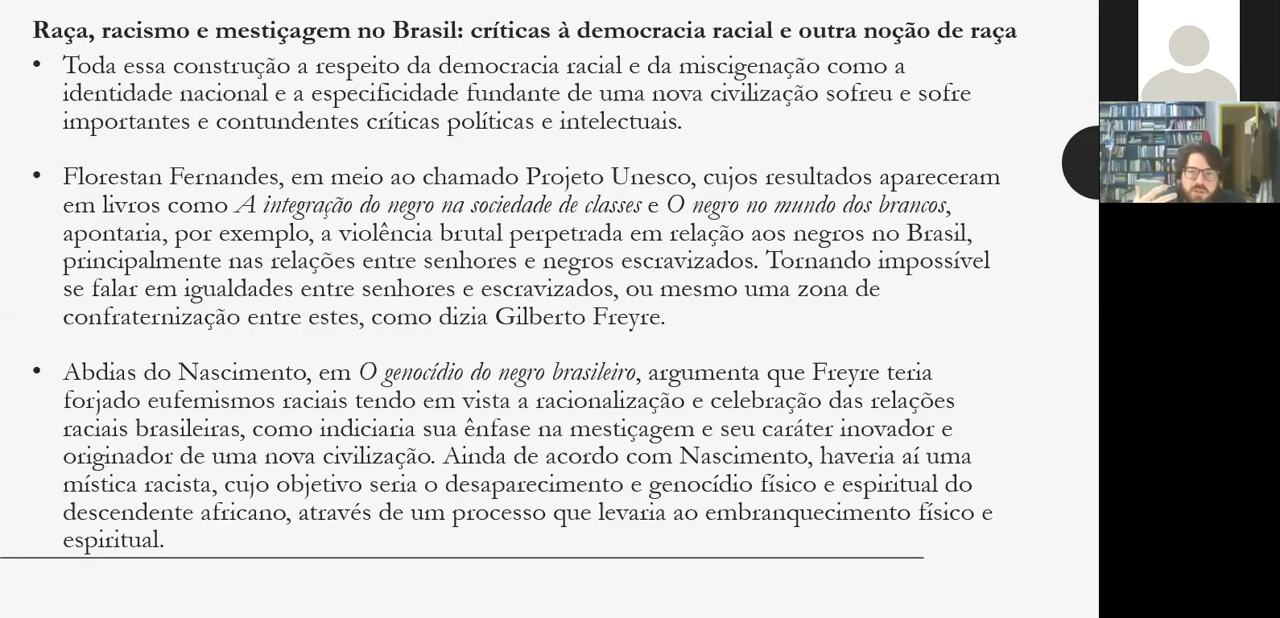 Raça, racismo e mestiçagem no Brasil: críticas à democracia racial e outra noção de raça
• Toda essa construção a respeito da democracia racial e da miscigenação como a
identidade nacional e a especificidade fundante de uma nova civilização sofreu e sofre
importantes e contundentes críticas políticas e intelectuais.
• Florestan Fernandes, em meio ao chamado Projeto Unesco, cujos resultados apareceram
em livros como A integração do negro na sociedade de classes e O negro no mundo dos brancos,
apontaria, por exemplo, a violência brutal perpetrada em relação aos negros no Brasil,
principalmente nas relações entre senhores e negros escravizados. Tornando impossível
se falar em igualdades entre senhores e escravizados, ou mesmo uma zona de
confraternização entre estes, como dizia Gilberto Freyre.
• Abdias do Nascimento, em O genocídio do negro brasileiro, argumenta que Freyre teria
forjado eufemismos raciais tendo em vista a racionalização e celebração das relações
raciais brasileiras, como indiciaria sua ênfase na mestiçagem e seu caráter inovador e
originador de uma nova civilização. Ainda de acordo com Nascimento, haveria aí uma
mística racista, cujo objetivo seria o desaparecimento e genocídio físico e espiritual do
descendente africano, através de um processo que levaria ao embranquecimento físico e
espiritual.